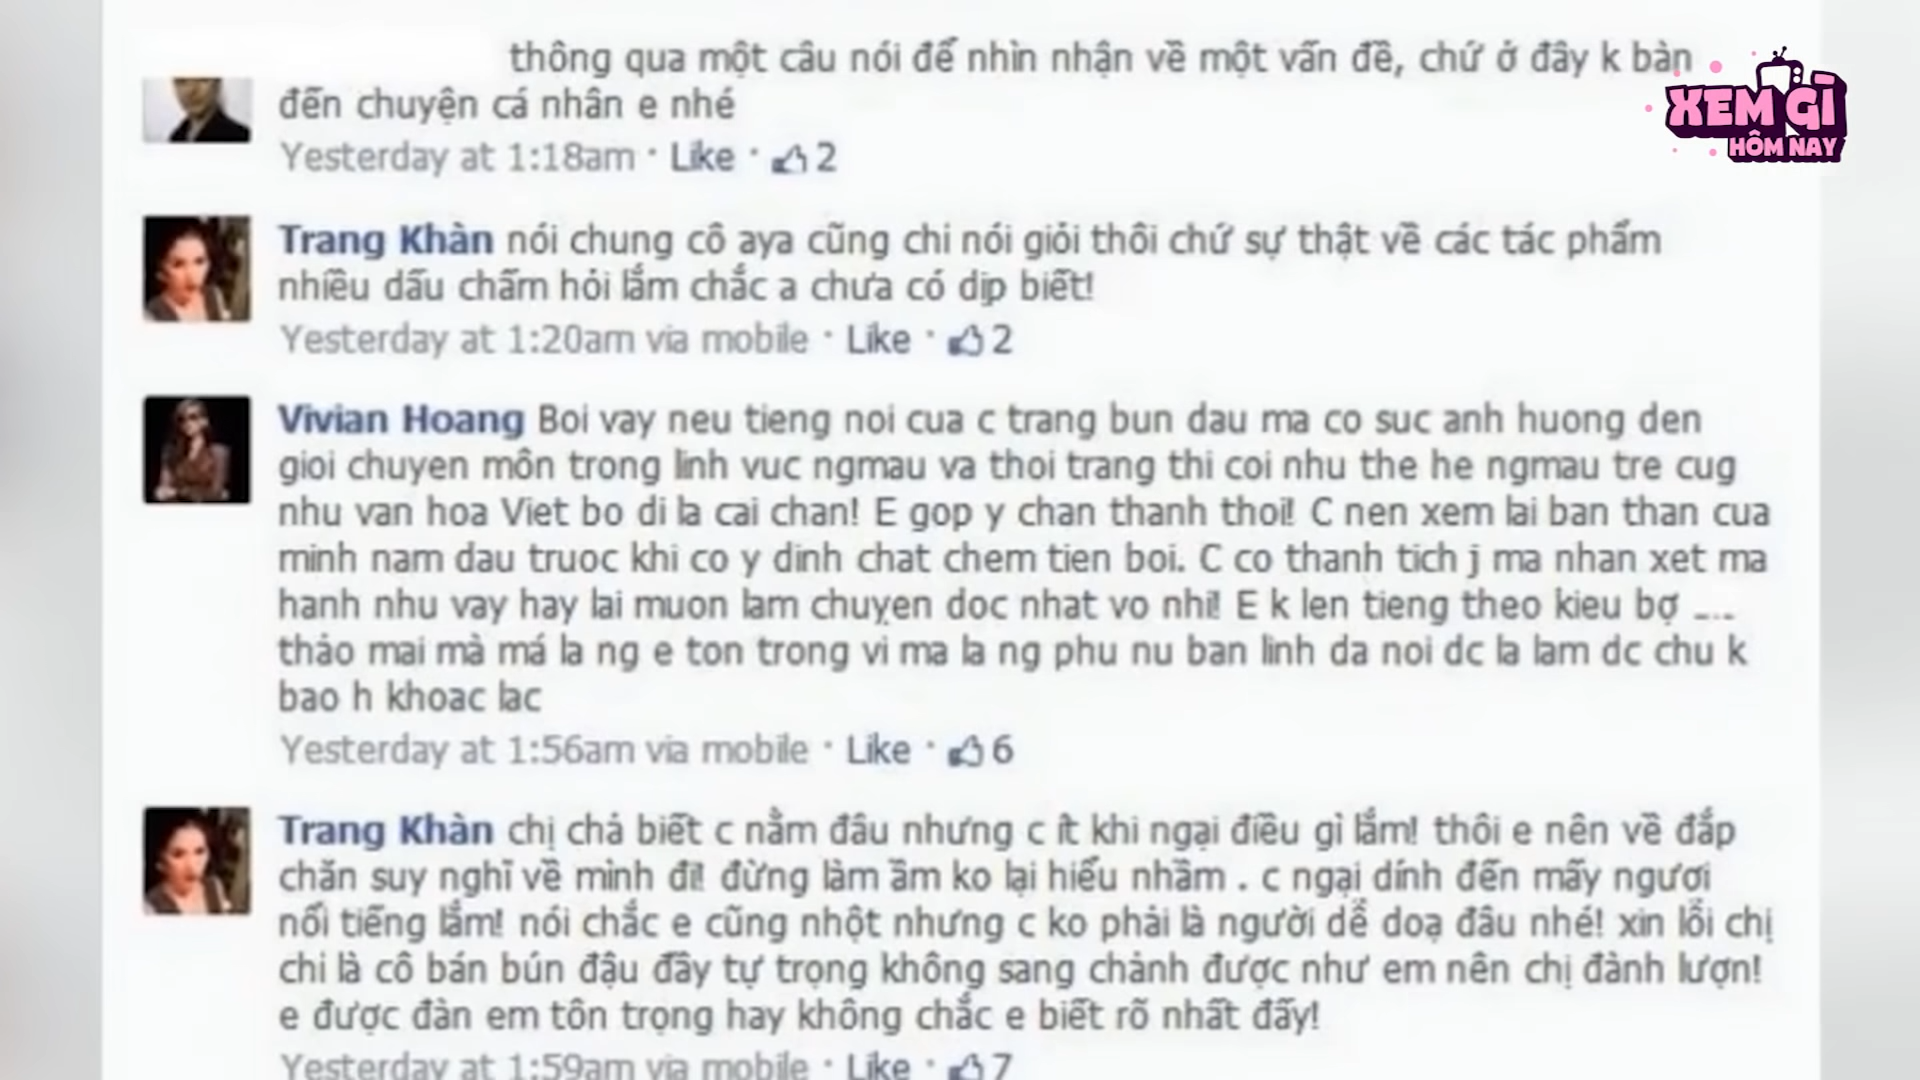 thông qua một câu nói để nhìn nhận về một vấn đề, chứ ở đây k bàn
đến chuyện cá nhân e nhé
Yesterday at 1:18am · Like · 2
XEM GÌ
HÔM NAY
Trang Khàn nói chung cô aya cũng chi nói giỏi thôi chứ sự thật về các tác phẩm
nhiều dấu chấm hỏi lắm chắc a chưa có dịp biết!
Yesterday at 1:20am via mobile · Like · 2
Vivian Hoang Boi vay neu tieng noi cua c trang bun dau ma co suc anh huong den
gioi chuyen môn trong linh vuc ngmau va thoi trang thi coi nhu the he ngmau tre cug
nhu van hoa Viet bo di la cai chan! E gop y chan thanh thoi! C nen xem lai ban than cua
minh nam dau truoc khi co y dinh chat chem tien boi. C co thanh tich j ma nhan xet ma
hanh nhu vay hay lai muon lam chuyen doc nhat vo nhi! E k len tieng theo kieu bợ ....
thảo mai mà má la ng e ton trong vi ma la ng phu nu ban linh da noi dc la lam dc chu k
bao h khoac lac
Yesterday at 1:56am via mobile · Like · 6
Trang Khàn chị chả biết c nằm đâu nhưng c ít khi ngại điều gì lắm! thôi e nên về đắp
chăn suy nghĩ về mình đi! đừng làm ầm ko lại hiểu nhầm . c ngại dính đến mấy ngươi
nổi tiếng lắm! nói chắc e cũng nhột nhưng c ko phải là người dễ doạ đâu nhé! xin lỗi chị
chi là cô bán bún đậu đầy tự trọng không sang chảnh được như em nên chị đành lượn!
e được đàn em tôn trọng hay không chắc e biết rõ nhất đấy!
Yesterday at 1:59am via mobile · Like · 7